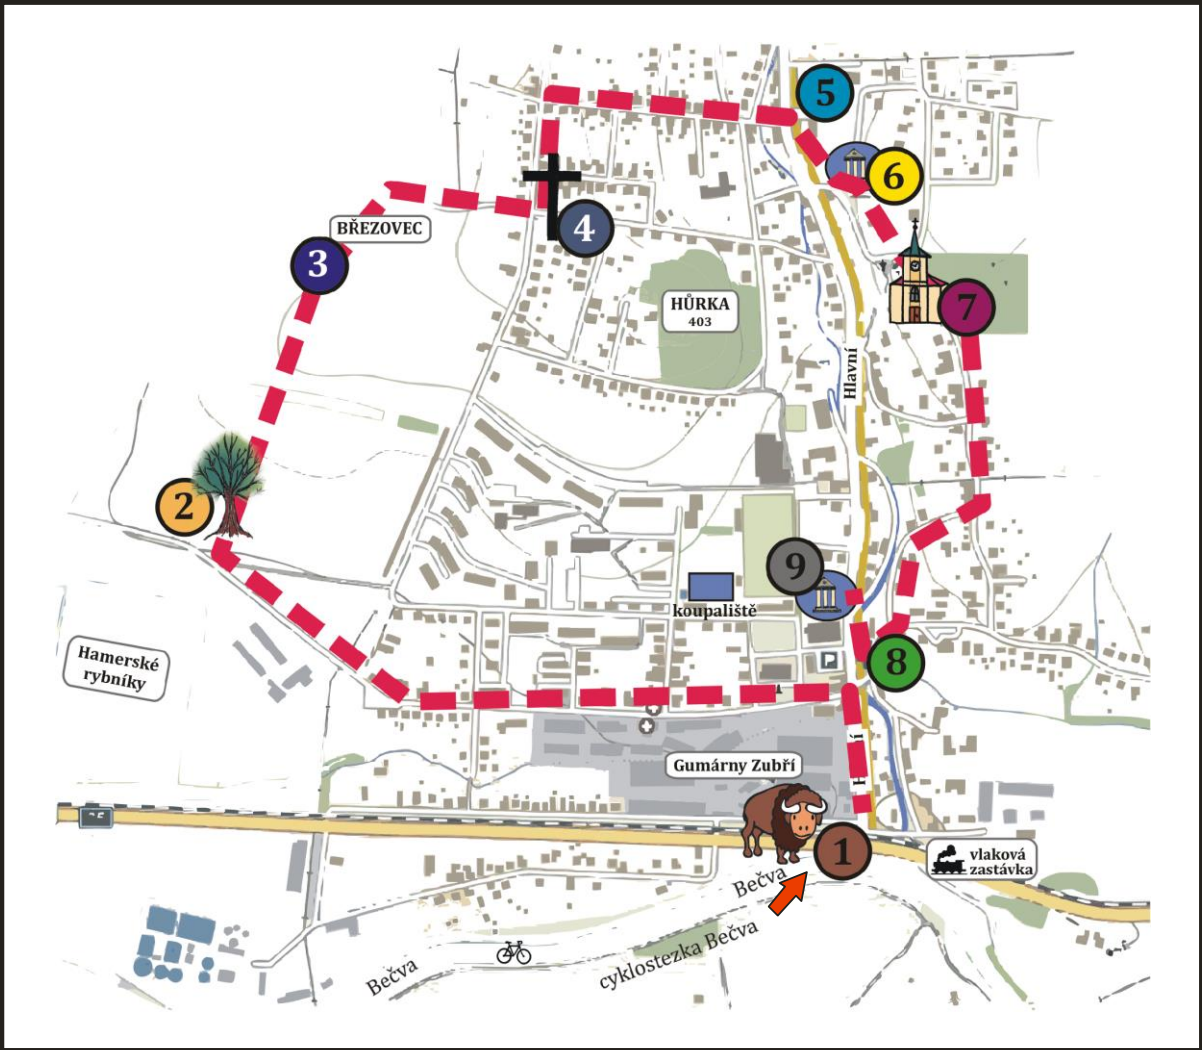 5
6
4
BŘEZOVEC
3
HŮRKA
403
7
Hlavní
2
9
koupaliště
P
8
Hamerské
rybníky
Gumárny Zubří
1
vlaková
zastávka
Bečva
cyklostezka Bečva
Bečva